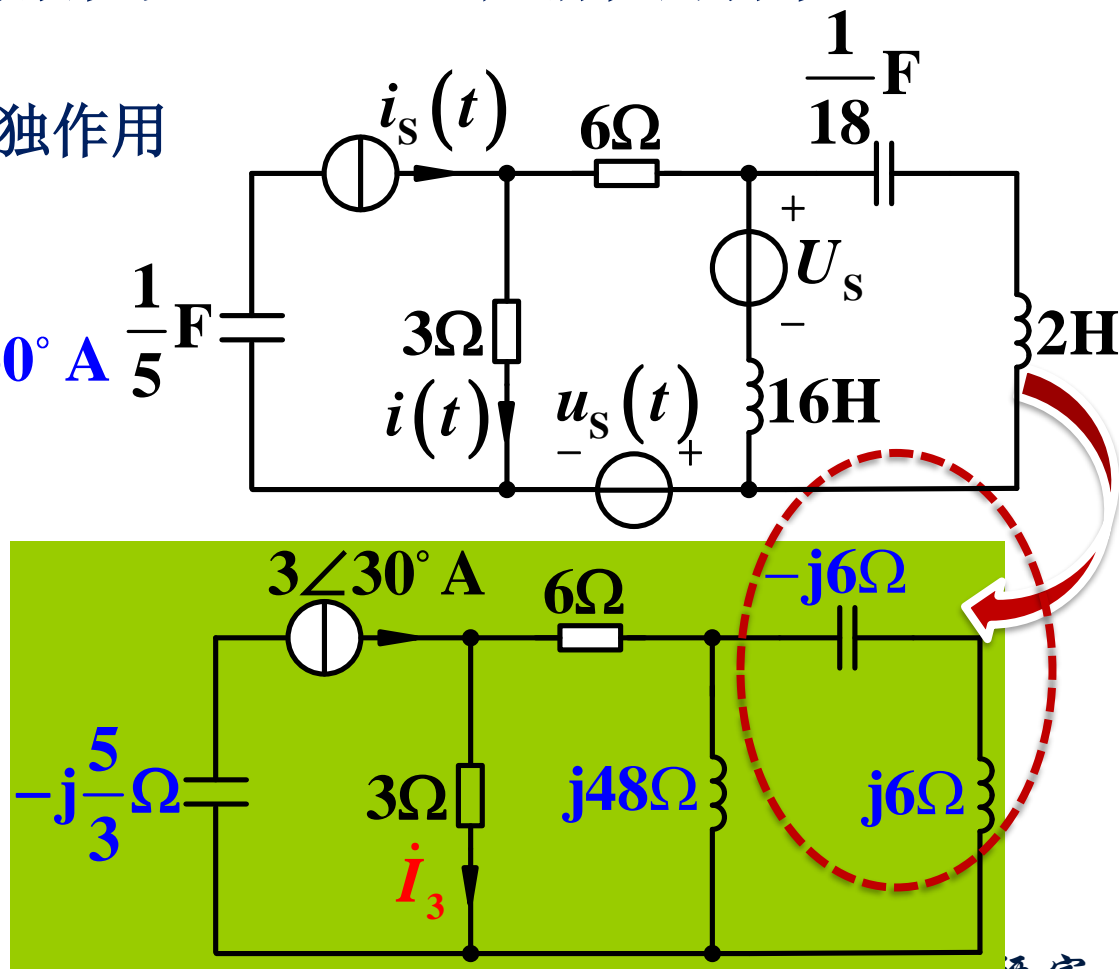 独作用
i_S(t)
6Ω
1/18 F
+
U_S
−
1/5 F
0° A
3Ω
2H
i(t)
u_S(t)
− +
16H
3∠30° A
6Ω
−j6Ω
−j5/3 Ω
3Ω
j48Ω
j6Ω
İ_3